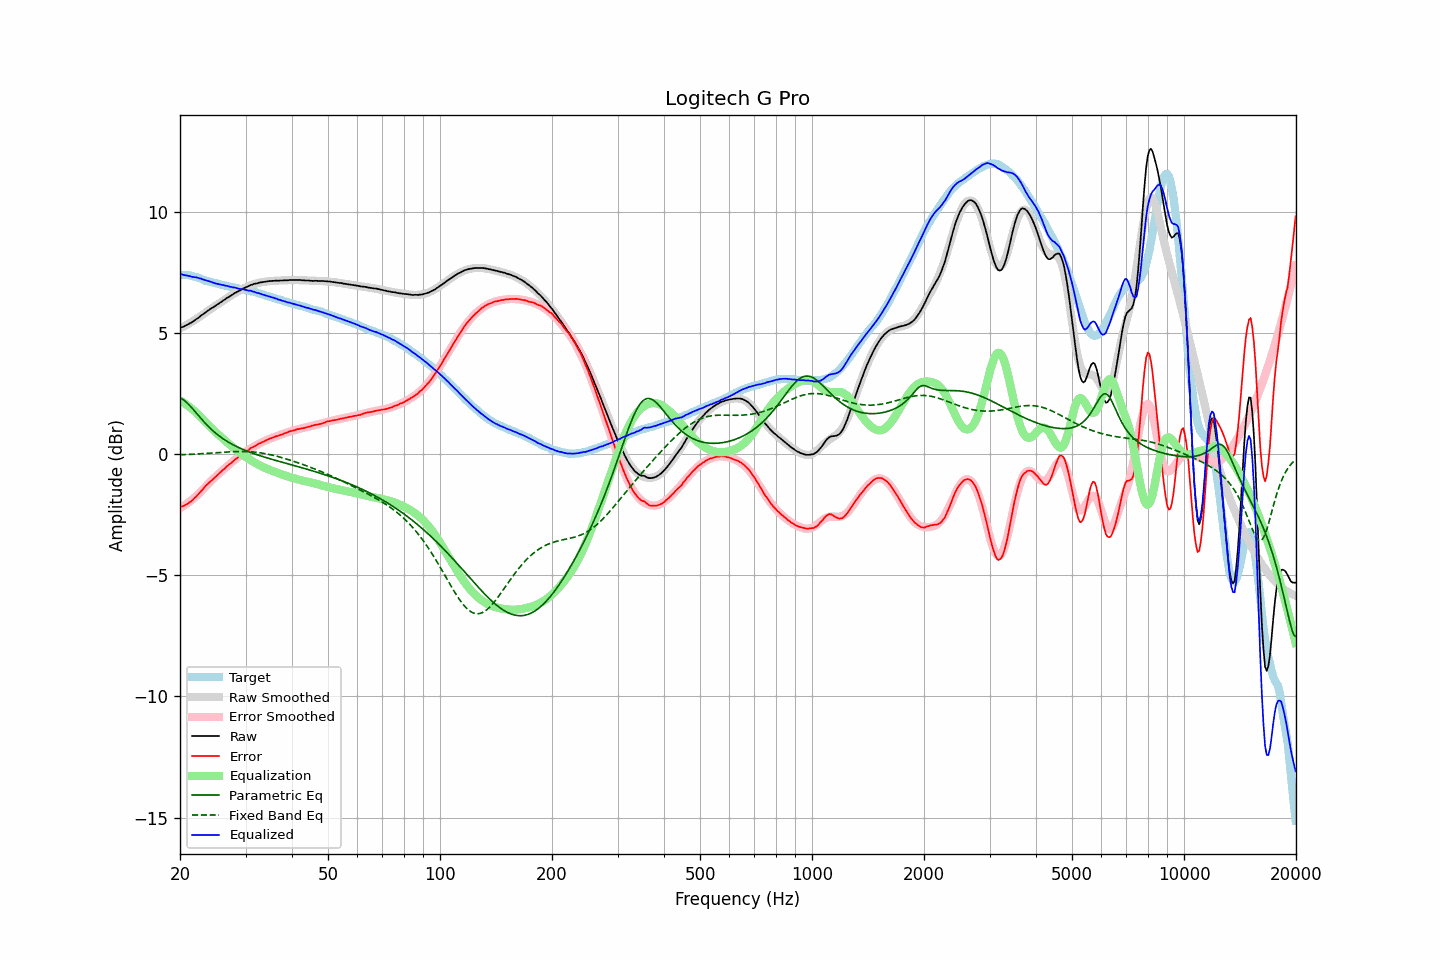 Logitech G Pro
Amplitude (dBr)
10
5
0
−5
−10
−15
Target
Raw Smoothed
Error Smoothed
Raw
Error
Equalization
Parametric Eq
Fixed Band Eq
Equalized
20 50 100 200 500 1000 2000 5000 10000 20000
Frequency (Hz)